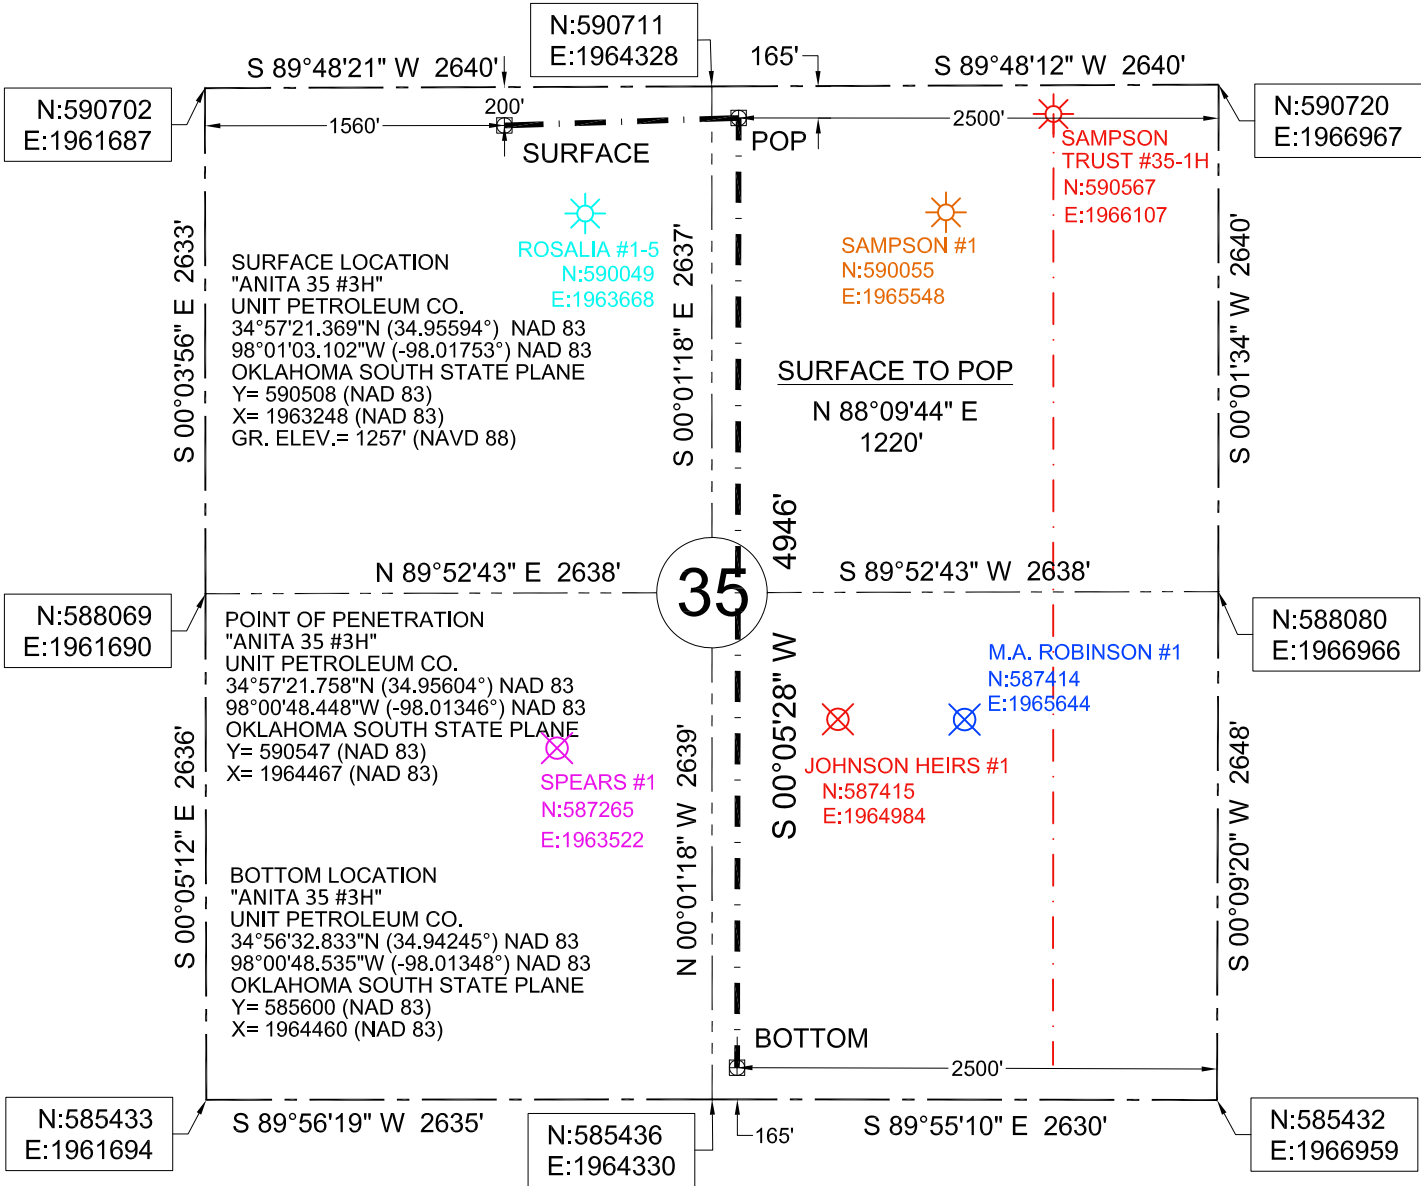 N:590711
E:1964328
165'
S 89°48'21" W 2640'
S 89°48'12" W 2640'
N:590702
E:1961687
N:590720
E:1966967
200'
1560'
2500'
SURFACE
POP
SAMPSON
TRUST #35-1H
N:590567
E:1966107
ROSALIA #1-5
N:590049
E:1963668
SAMPSON #1
N:590055
E:1965548
S 00°03'56" E 2633'
S 00°01'18" E 2637'
S 00°01'34" W 2640'
SURFACE LOCATION
"ANITA 35 #3H"
UNIT PETROLEUM CO.
34°57'21.369"N (34.95594°) NAD 83
98°01'03.102"W (-98.01753°) NAD 83
OKLAHOMA SOUTH STATE PLANE
Y= 590508 (NAD 83)
X= 1963248 (NAD 83)
GR. ELEV.= 1257' (NAVD 88)
SURFACE TO POP
N 88°09'44" E
1220'
4946'
S 00°05'28" W
N 89°52'43" E 2638'
35
S 89°52'43" W 2638'
N:588069
E:1961690
N:588080
E:1966966
POINT OF PENETRATION
"ANITA 35 #3H"
UNIT PETROLEUM CO.
34°57'21.758"N (34.95604°) NAD 83
98°00'48.448"W (-98.01346°) NAD 83
OKLAHOMA SOUTH STATE PLANE
Y= 590547 (NAD 83)
X= 1964467 (NAD 83)
M.A. ROBINSON #1
N:587414
E:1965644
JOHNSON HEIRS #1
N:587415
E:1964984
SPEARS #1
N:587265
E:1963522
S 00°05'12" E 2636'
N 00°01'18" W 2639'
S 00°09'20" W 2648'
BOTTOM LOCATION
"ANITA 35 #3H"
UNIT PETROLEUM CO.
34°56'32.833"N (34.94245°) NAD 83
98°00'48.535"W (-98.01348°) NAD 83
OKLAHOMA SOUTH STATE PLANE
Y= 585600 (NAD 83)
X= 1964460 (NAD 83)
BOTTOM
2500'
N:585433
E:1961694
S 89°56'19" W 2635'
N:585436
E:1964330
165'
S 89°55'10" E 2630'
N:585432
E:1966959